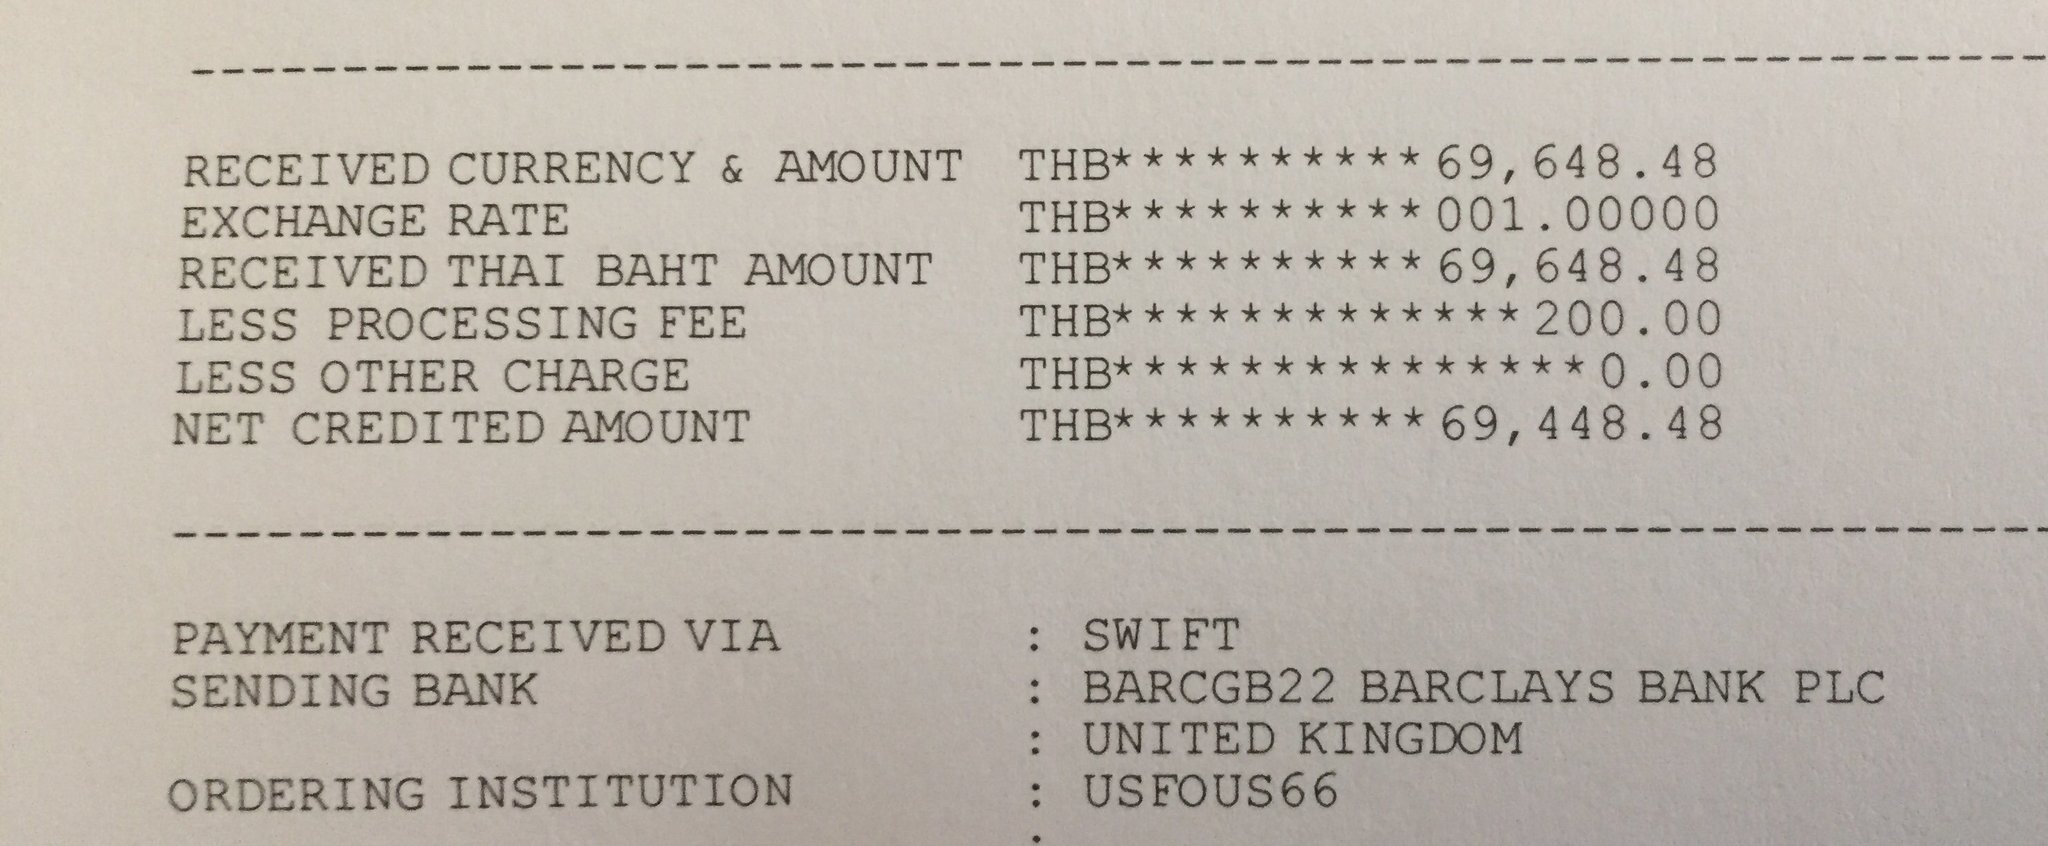 RECEIVED CURRENCY & AMOUNT THB**********69,648.48
EXCHANGE RATE THB**********001.00000
RECEIVED THAI BAHT AMOUNT THB**********69,648.48
LESS PROCESSING FEE THB*************200.00
LESS OTHER CHARGE THB***************0.00
NET CREDITED AMOUNT THB**********69,448.48
PAYMENT RECEIVED VIA : SWIFT
SENDING BANK : BARCGB22 BARCLAYS BANK PLC
: UNITED KINGDOM
ORDERING INSTITUTION : USFOUS66